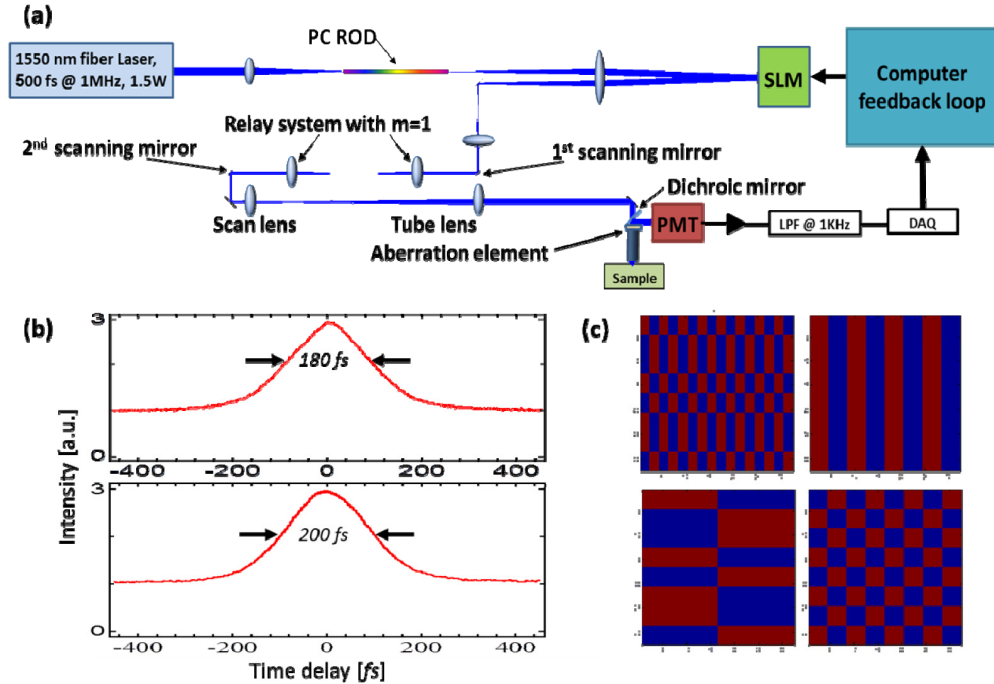 (a)
1550 nm fiber Laser,
500 fs @ 1MHz, 1.5W
PC ROD
SLM
Computer
feedback loop
Relay system with m=1
2nd scanning mirror
1st scanning mirror
Dichroic mirror
Scan lens
Tube lens
PMT
LPF @ 1KHz
DAQ
Aberration element
Sample
(b)
3
180 fs
0
-400 -200 0 200 400
3
200 fs
0
-400 -200 0 200 400
Intensity [a.u.]
Time delay [fs]
(c)